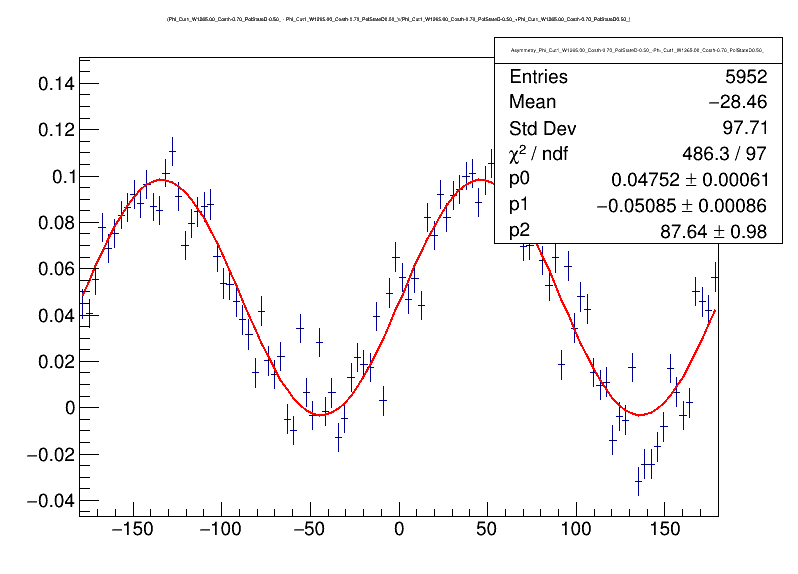 Entries 5952
Mean −28.46
Std Dev 97.71
χ² / ndf 486.3 / 97
p0 0.04752 ± 0.00061
p1 −0.05085 ± 0.00086
p2 87.64 ± 0.98
0.14
0.12
0.1
0.08
0.06
0.04
0.02
0
−0.02
−0.04
−150 −100 −50 0 50 100 150